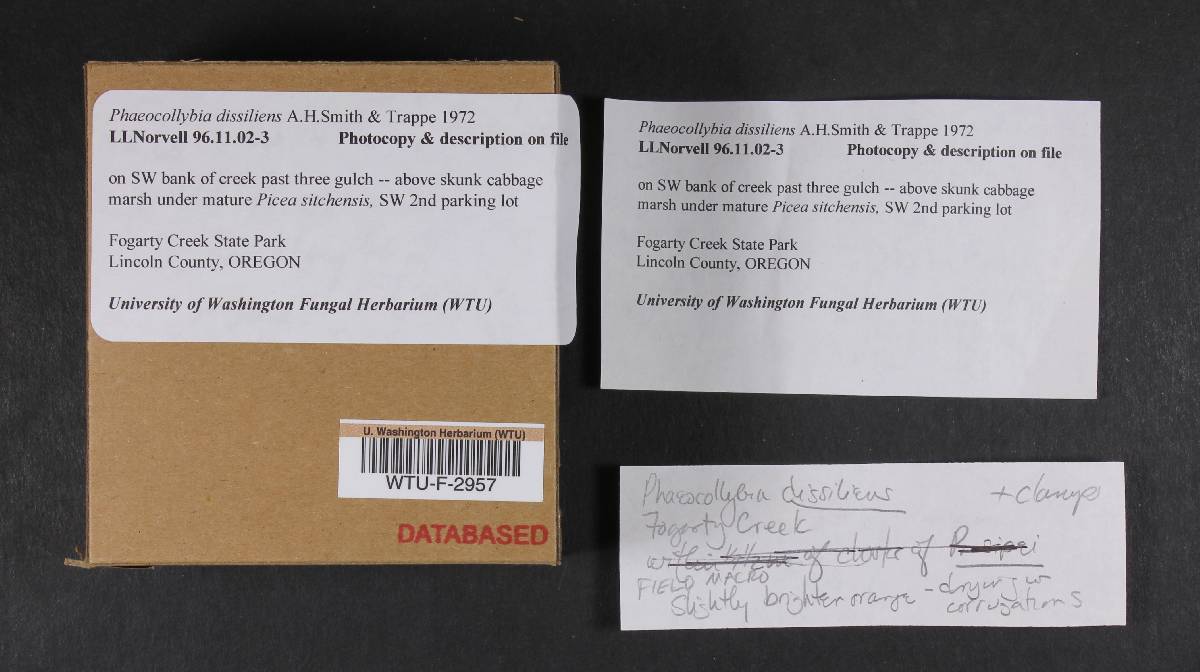 Phaeocollybia dissiliens A.H.Smith & Trappe 1972
LLNorvell 96.11.02-3 Photocopy & description on file
on SW bank of creek past three gulch -- above skunk cabbage
marsh under mature Picea sitchensis, SW 2nd parking lot
Fogarty Creek State Park
Lincoln County, OREGON
University of Washington Fungal Herbarium (WTU)
U. Washington Herbarium (WTU)
WTU-F-2957
DATABASED
Phaeocollybia dissiliens A.H.Smith & Trappe 1972
LLNorvell 96.11.02-3 Photocopy & description on file
on SW bank of creek past three gulch -- above skunk cabbage
marsh under mature Picea sitchensis, SW 2nd parking lot
Fogarty Creek State Park
Lincoln County, OREGON
University of Washington Fungal Herbarium (WTU)
Phaeocollybia dissiliens + clamps
Fogarty Creek
of of
FIELD MACRO
Slightly brighter orange - drying w
corrugations